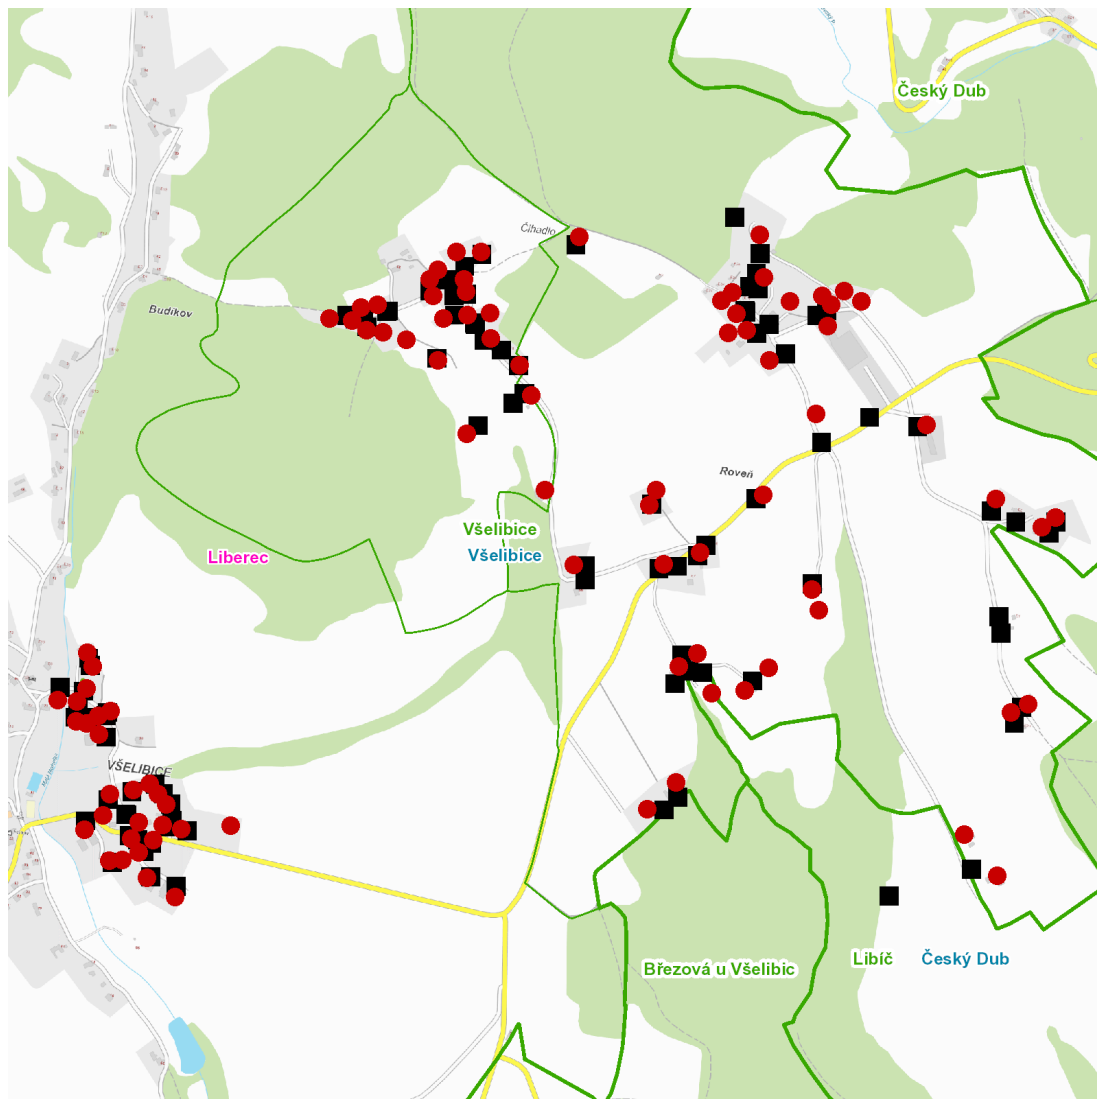 Český Dub
Čihadlo
Budíkov
Roveň
Všelibice
Všelibice
Liberec
VŠELIBICE
Libíč
Český Dub
Březová u Všelibic